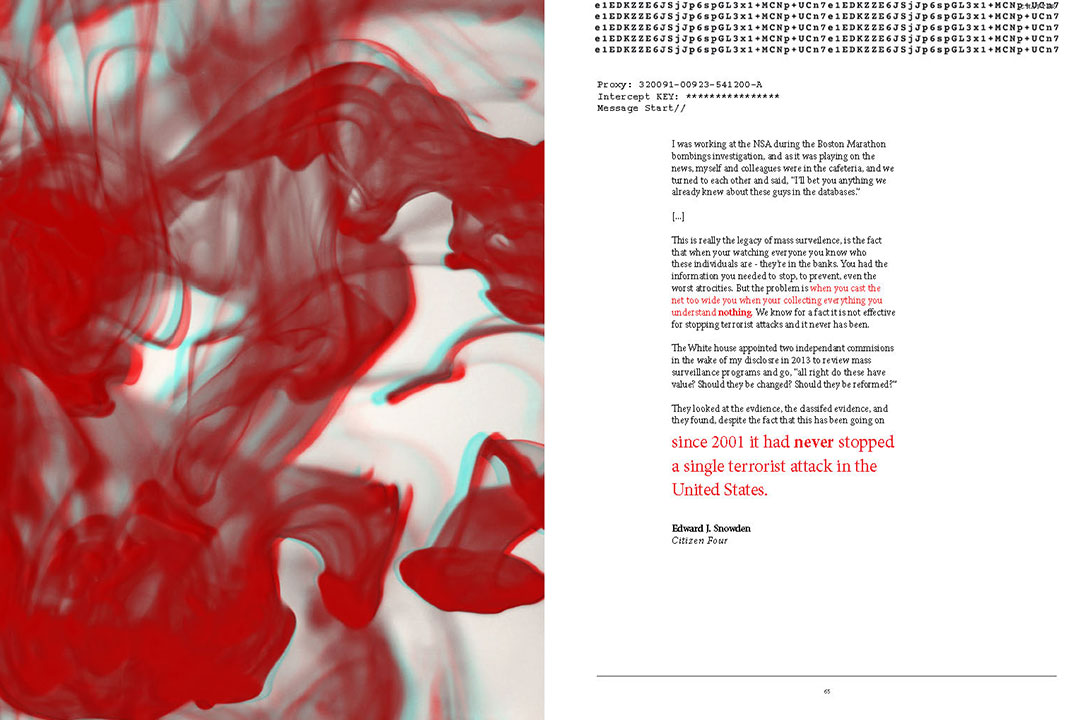 e1EDKZZE6JSjJp6spGL3x1+MCNp+UCn7e1EDKZZE6JSjJp6spGL3x1+MCNp+UCn7
e1EDKZZE6JSjJp6spGL3x1+MCNp+UCn7e1EDKZZE6JSjJp6spGL3x1+MCNp+UCn7
e1EDKZZE6JSjJp6spGL3x1+MCNp+UCn7e1EDKZZE6JSjJp6spGL3x1+MCNp+UCn7
e1EDKZZE6JSjJp6spGL3x1+MCNp+UCn7e1EDKZZE6JSjJp6spGL3x1+MCNp+UCn7
e1EDKZZE6JSjJp6spGL3x1+MCNp+UCn7e1EDKZZE6JSjJp6spGL3x1+MCNp+UCn7
Proxy: 320091-00923-541200-A
Intercept KEY: ****************
Message Start//
I was working at the NSA during the Boston Marathon
bombings investigation, and as it was playing on the
news, myself and colleagues were in the cafeteria, and we
turned to each other and said, "I'll bet you anything we
already knew about these guys in the databases."
[...]
This is really the legacy of mass surveilence, is the fact
that when your watching everyone you know who
these individuals are - they're in the banks. You had the
information you needed to stop, to prevent, even the
worst atrocities. But the problem is when you cast the
net too wide you when your collecting everything you
understand nothing. We know for a fact it is not effective
for stopping terrorist attacks and it never has been.
The White house appointed two independant commisions
in the wake of my disclosre in 2013 to review mass
surveillance programs and go, "all right do these have
value? Should they be changed? Should they be reformed?"
They looked at the evdience, the classifed evidence, and
they found, despite the fact that this has been going on
since 2001 it had never stopped
a single terrorist attack in the
United States.
Edward J. Snowden
Citizen Four
65